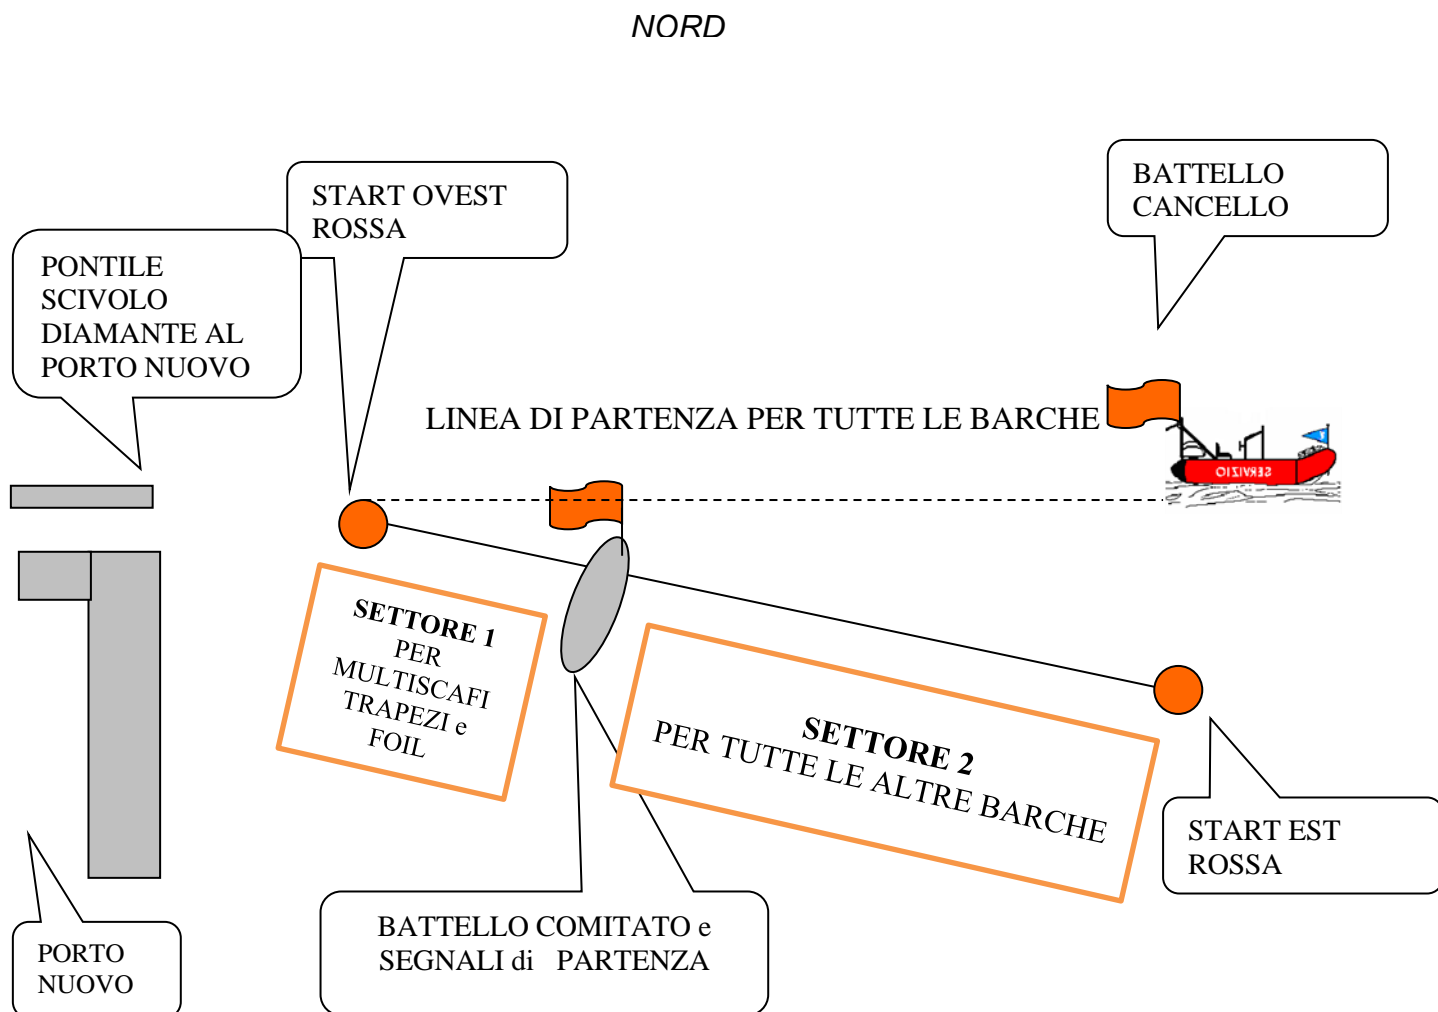 NORD
BATTELLO
CANCELLO
START OVEST
ROSSA
PONTILE
SCIVOLO
DIAMANTE AL
PORTO NUOVO
LINEA DI PARTENZA PER TUTTE LE BARCHE
SERVIZIO
SETTORE 1
PER
MULTISCAFI
TRAPEZI e
FOIL
SETTORE 2
PER TUTTE LE ALTRE BARCHE
START EST
ROSSA
BATTELLO COMITATO e
SEGNALI di PARTENZA
PORTO
NUOVO